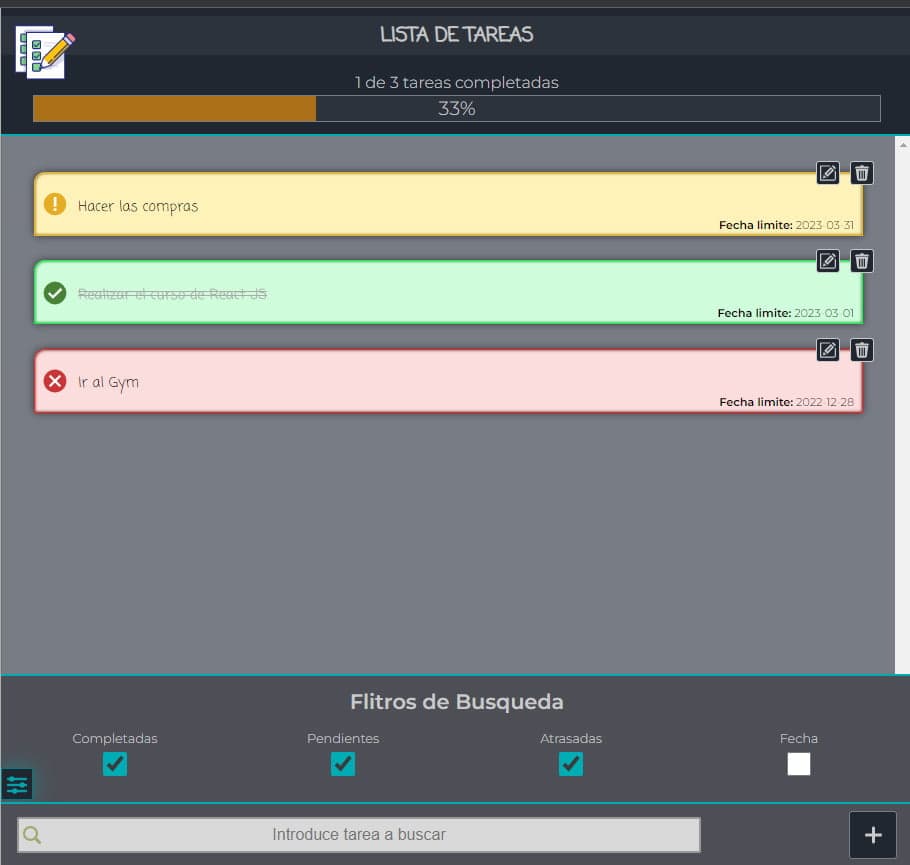 LISTA DE TAREAS
1 de 3 tareas completadas
33%
Hacer las compras
Fecha limite: 2023-03-31
Realizar el curso de React JS
Fecha limite: 2023-03-01
Ir al Gym
Fecha limite: 2022-12-28
Flitros de Busqueda
Completadas Pendientes Atrasadas Fecha
Introduce tarea a buscar